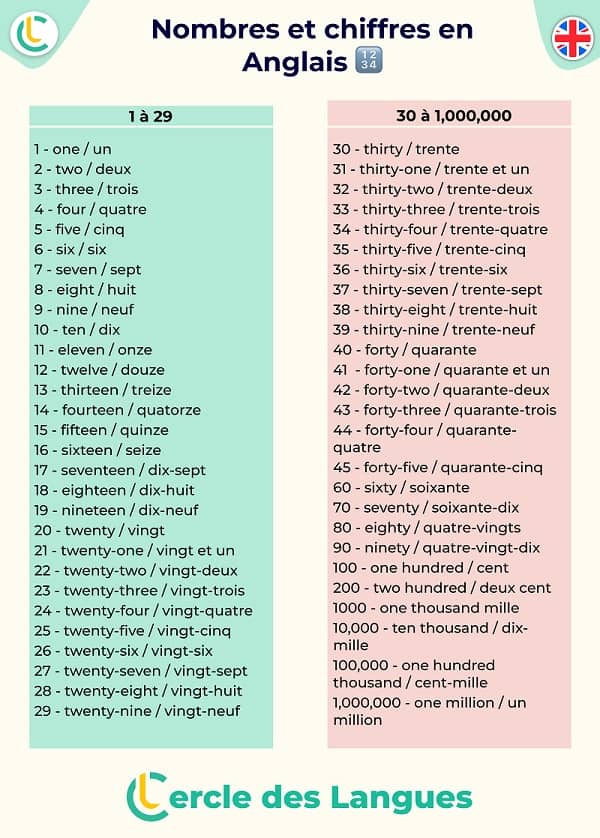 Nombres et chiffres en
Anglais 🔢
1 à 29
1 - one / un
2 - two / deux
3 - three / trois
4 - four / quatre
5 - five / cinq
6 - six / six
7 - seven / sept
8 - eight / huit
9 - nine / neuf
10 - ten / dix
11 - eleven / onze
12 - twelve / douze
13 - thirteen / treize
14 - fourteen / quatorze
15 - fifteen / quinze
16 - sixteen / seize
17 - seventeen / dix-sept
18 - eighteen / dix-huit
19 - nineteen / dix-neuf
20 - twenty / vingt
21 - twenty-one / vingt et un
22 - twenty-two / vingt-deux
23 - twenty-three / vingt-trois
24 - twenty-four / vingt-quatre
25 - twenty-five / vingt-cinq
26 - twenty-six / vingt-six
27 - twenty-seven / vingt-sept
28 - twenty-eight / vingt-huit
29 - twenty-nine / vingt-neuf
30 à 1,000,000
30 - thirty / trente
31 - thirty-one / trente et un
32 - thirty-two / trente-deux
33 - thirty-three / trente-trois
34 - thirty-four / trente-quatre
35 - thirty-five / trente-cinq
36 - thirty-six / trente-six
37 - thirty-seven / trente-sept
38 - thirty-eight / trente-huit
39 - thirty-nine / trente-neuf
40 - forty / quarante
41 - forty-one / quarante et un
42 - forty-two / quarante-deux
43 - forty-three / quarante-trois
44 - forty-four / quarante-
quatre
45 - forty-five / quarante-cinq
60 - sixty / soixante
70 - seventy / soixante-dix
80 - eighty / quatre-vingts
90 - ninety / quatre-vingt-dix
100 - one hundred / cent
200 - two hundred / deux cent
1000 - one thousand mille
10,000 - ten thousand / dix-
mille
100,000 - one hundred
thousand / cent-mille
1,000,000 - one million / un
million
Cercle des Langues